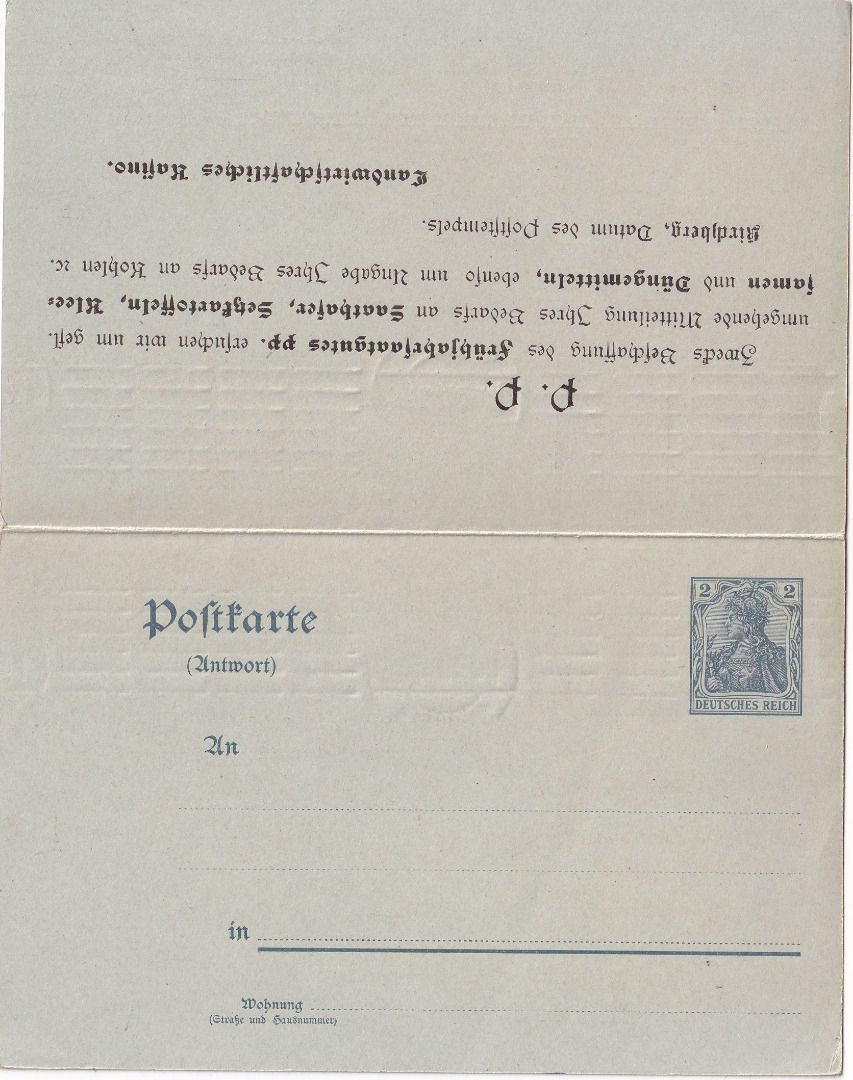 P. P.
Zwecks Beschaffung des Frühjahrsaatgutes pp. ersuchen wir um gefl.
umgehende Mitteilung Ihres Bedarfs an Saathafer, Setzkartoffeln, Klee-
samen und Düngemitteln, ebenso um Angabe Ihres Bedarfs an Kohlen ꝛc.
Kirchberg, Datum des Poststempels.
Landwirtschaftliches Kasino.
Postkarte
(Antwort)
2 2
DEUTSCHES REICH
An
in
Wohnung
(Straße und Hausnummer)